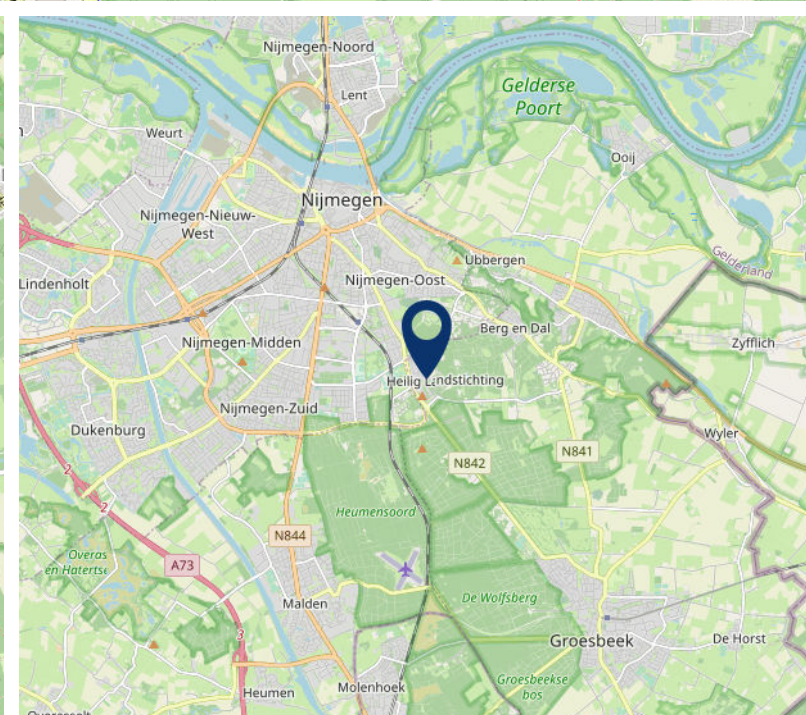 Nijmegen-Noord
Lent
Gelderse
Poort
Weurt
Ooij
Nijmegen
Nijmegen-Nieuw-
West
Gelderland
Ubbergen
Lindenholt
Nijmegen-Oost
Berg en Dal
Nijmegen-Midden
Zyfflich
Heilig Landstichting
Nijmegen-Zuid
Dukenburg
Wyler
N841
N842
2
2
Heumensoord
N844
Overas
en Hatertse
A73
De Wolfsberg
Malden
3
Groesbeek
De Horst
Groesbeekse
bos
Molenhoek
Heumen